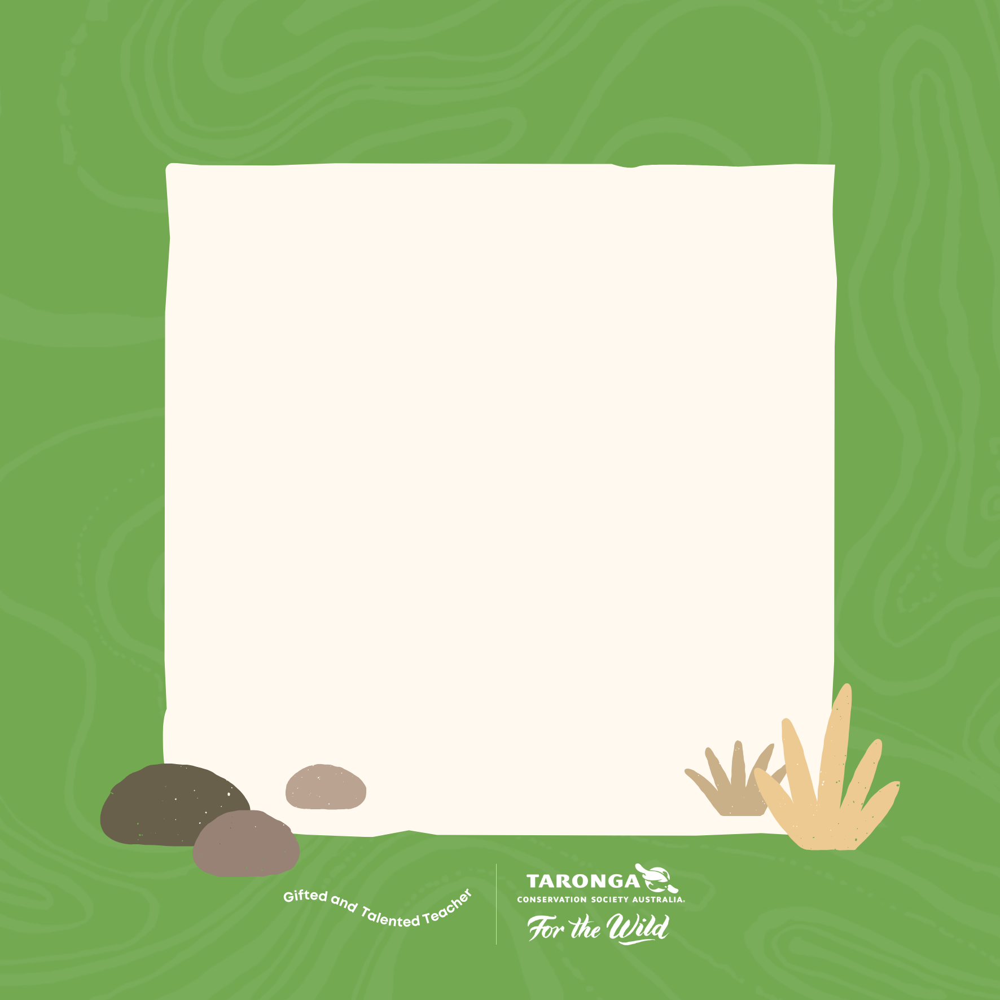 Gifted and Talented Teacher
TARONGA
CONSERVATION SOCIETY AUSTRALIA®
For the Wild